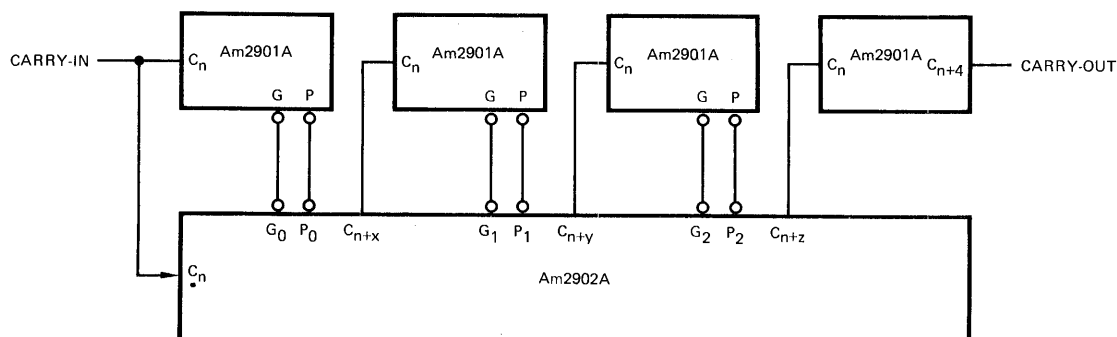 Am2901A
Am2901A
Am2901A
Am2901A
CARRY-IN
Cn
Cn
Cn
Cn
Cn+4
CARRY-OUT
G P
G P
G P
G0 P0 Cn+x G1 P1 Cn+y G2 P2 Cn+z
Cn
Am2902A